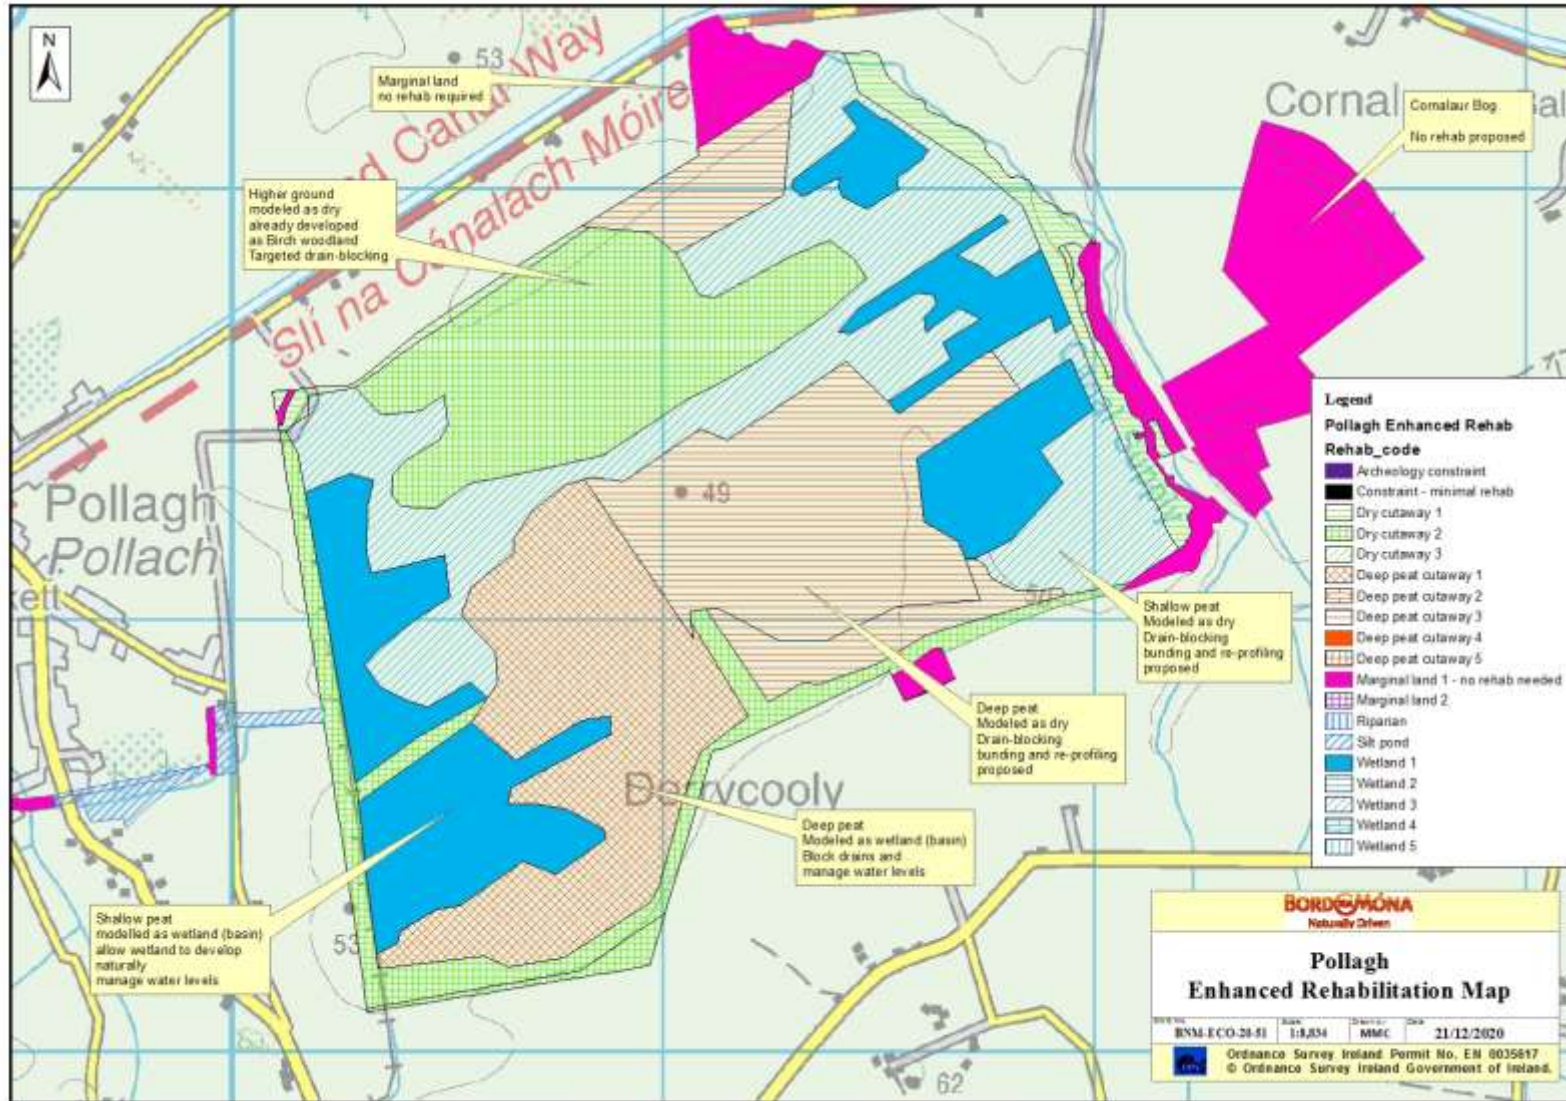 N
53
Cornal
Bal
Marginal land
no rehab required
Cornalaur Bog
No rehab proposed
nd Canal Way
Slí na Canálach Móire
Higher ground
modeled as dry
already developed
as Birch woodland
Targeted drain-blocking
Pollagh
Pollach
kett
49
Legend
Pollagh Enhanced Rehab
Rehab_code
Archeology constraint
Constraint - minimal rehab
Dry cutaway 1
Dry cutaway 2
Dry cutaway 3
Deep peat cutaway 1
Deep peat cutaway 2
Deep peat cutaway 3
Deep peat cutaway 4
Deep peat cutaway 5
Marginal land 1 - no rehab needed
Marginal land 2
Riparian
Silt pond
Wetland 1
Wetland 2
Wetland 3
Wetland 4
Wetland 5
Shallow peat
Modeled as dry
Drain-blocking
bunding and re-profiling
proposed
Deep peat
Modeled as dry
Drain-blocking
bunding and re-profiling
proposed
Derrycooly
Deep peat
Modeled as wetland (basin)
Block drains and
manage water levels
Shallow peat
modelled as wetland (basin)
allow wetland to develop
naturally
manage water levels
53
62
BORD NA MÓNA
Naturally Driven
Pollagh
Enhanced Rehabilitation Map
BNM-ECO-20-51
Scale 1:8,834
MMC
Date 21/12/2020
Ordnance Survey Ireland Permit No. EN 0035617
© Ordnance Survey Ireland Government of Ireland.